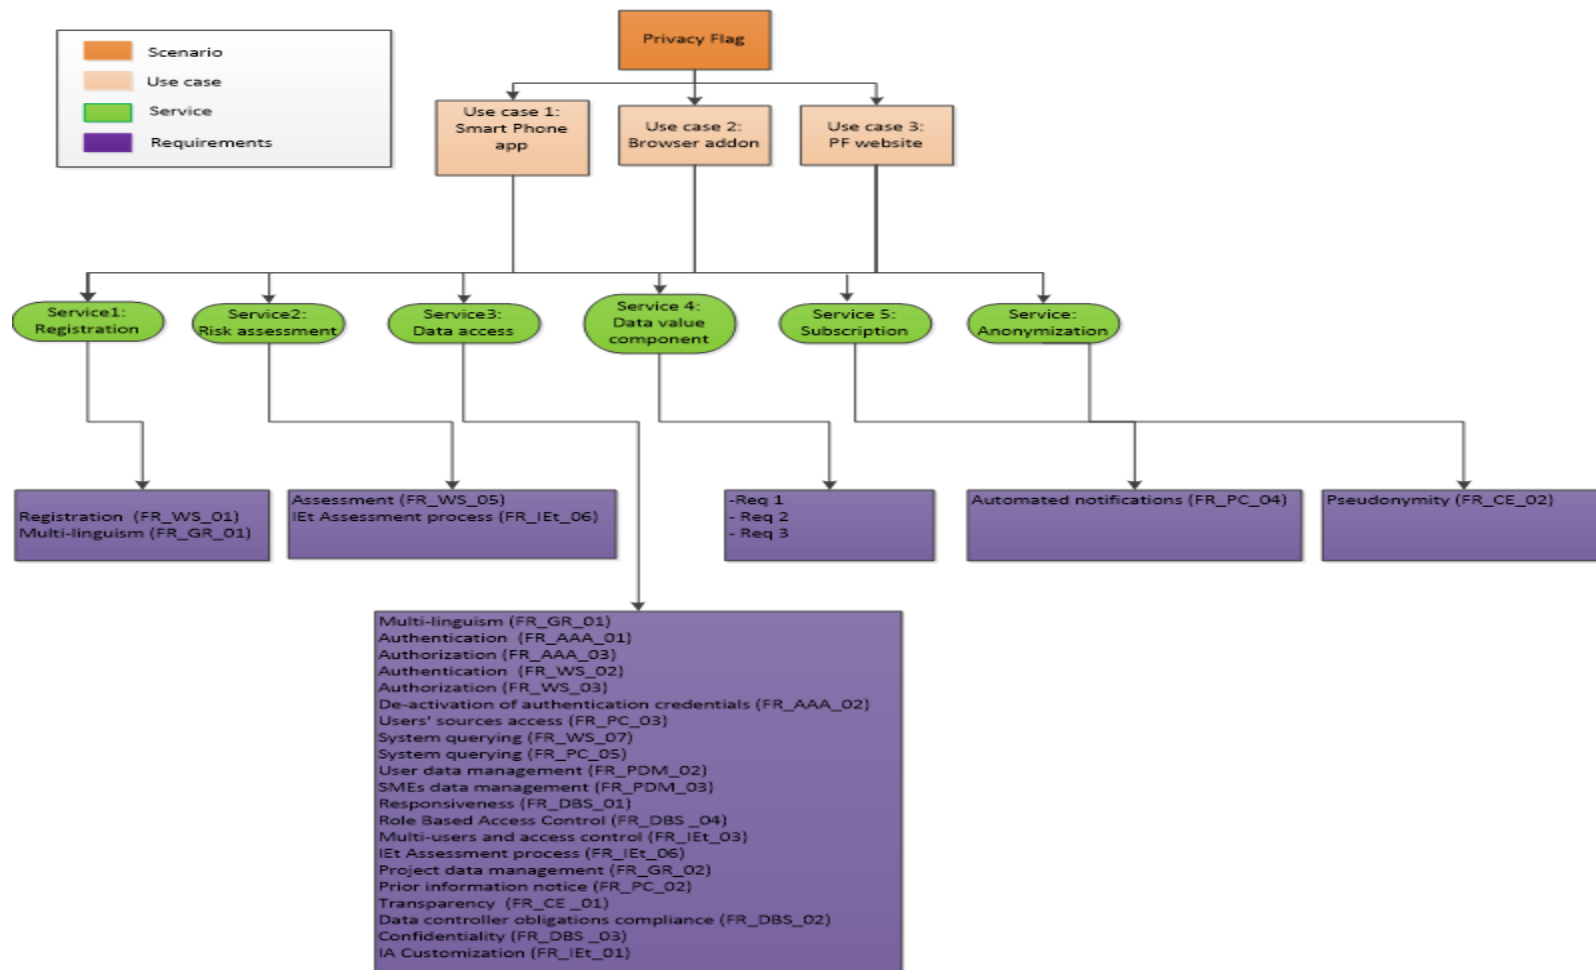 Privacy Flag
Scenario
Use case
Service
Requirements
Use case 1:
Smart Phone
app
Use case 2:
Browser addon
Use case 3:
PF website
Service1:
Registration
Service2:
Risk assessment
Service3:
Data access
Service 4:
Data value
component
Service 5:
Subscription
Service:
Anonymization
Registration (FR_WS_01)
Multi-linguism (FR_GR_01)
Assessment (FR_WS_05)
IEt Assessment process (FR_IEt_06)
-Req 1
- Req 2
- Req 3
Automated notifications (FR_PC_04)
Pseudonymity (FR_CE_02)
Multi-linguism (FR_GR_01)
Authentication (FR_AAA_01)
Authorization (FR_AAA_03)
Authentication (FR_WS_02)
Authorization (FR_WS_03)
De-activation of authentication credentials (FR_AAA_02)
Users' sources access (FR_PC_03)
System querying (FR_WS_07)
System querying (FR_PC_05)
User data management (FR_PDM_02)
SMEs data management (FR_PDM_03)
Responsiveness (FR_DBS_01)
Role Based Access Control (FR_DBS _04)
Multi-users and access control (FR_IEt_03)
IEt Assessment process (FR_IEt_06)
Project data management (FR_GR_02)
Prior information notice (FR_PC_02)
Transparency (FR_CE _01)
Data controller obligations compliance (FR_DBS_02)
Confidentiality (FR_DBS _03)
IA Customization (FR_IEt_01)